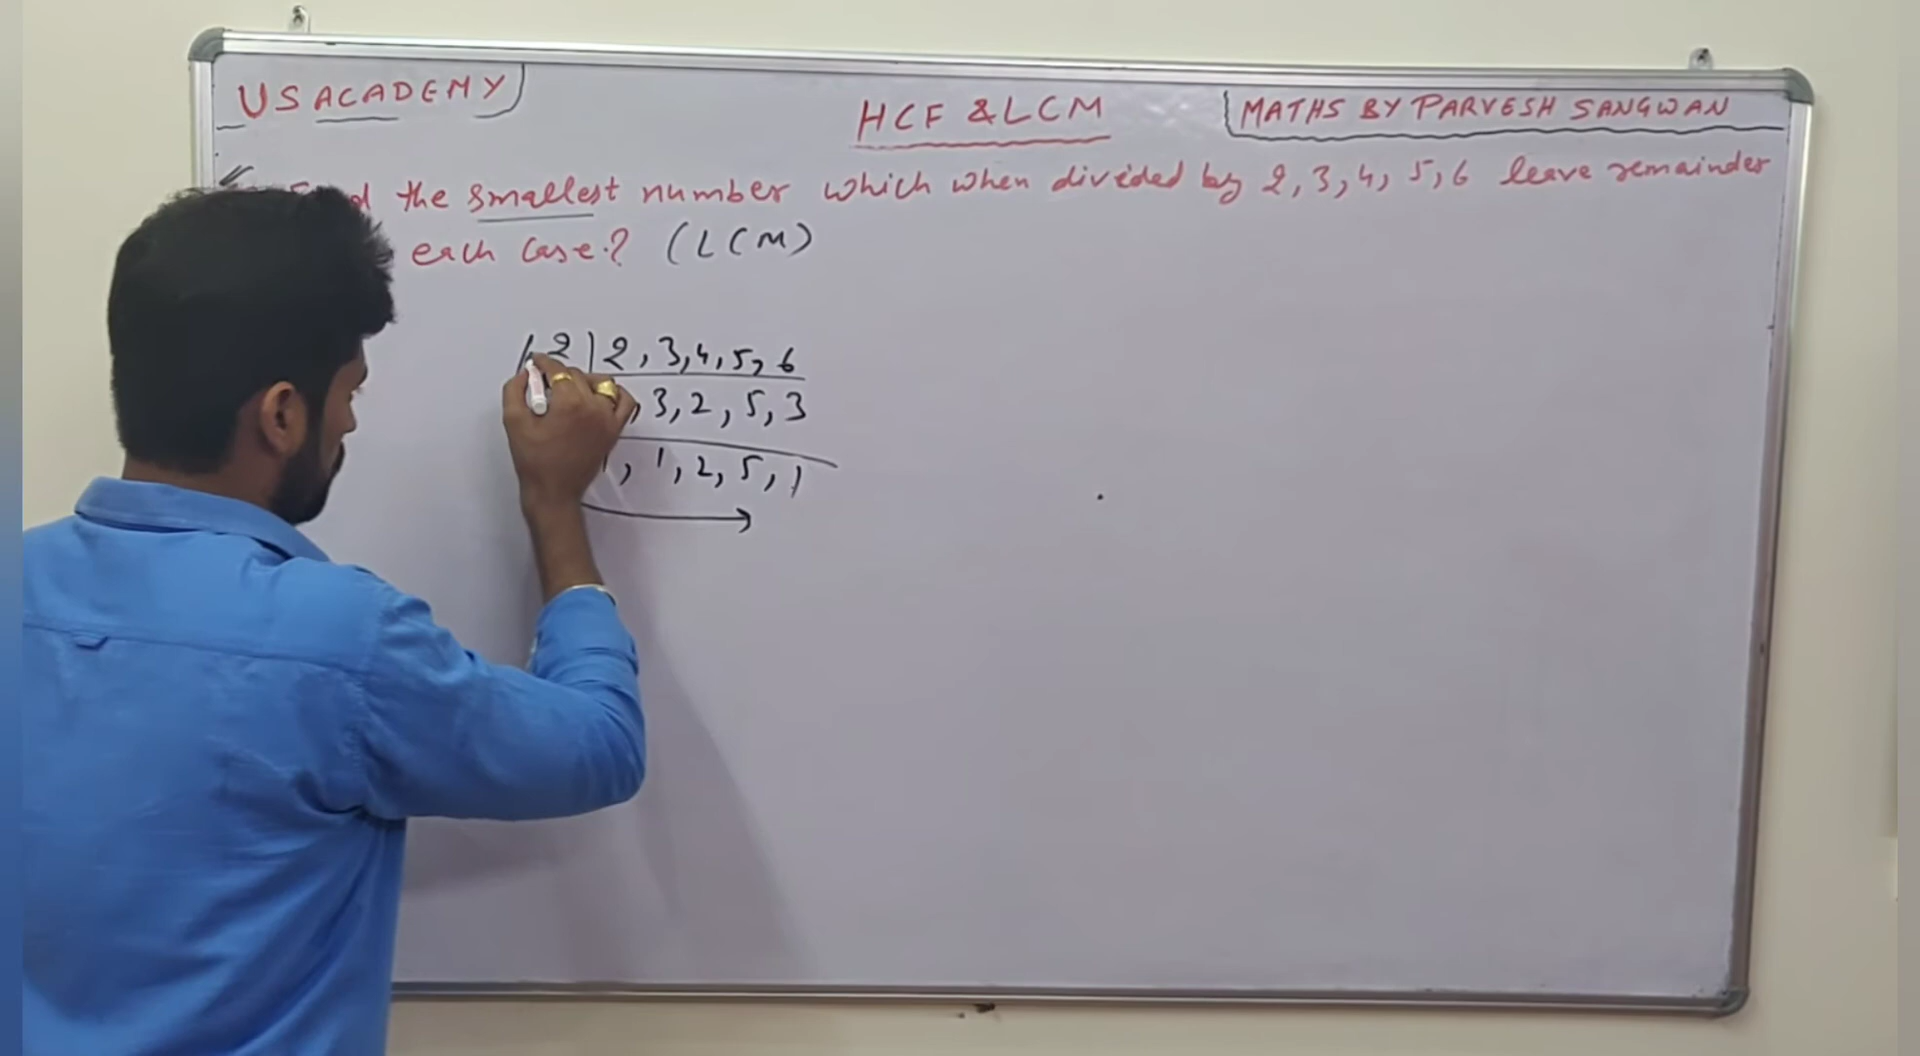 US ACADEMY
HCF & LCM
MATHS BY PARVESH SANGWAN
the smallest number which when divided by 2, 3, 4, 5, 6 leave remainder
each case.? (LCM)
2 ) 2, 3, 4, 5, 6
, 3, 2, 5, 3
1, 1, 2, 5, 1